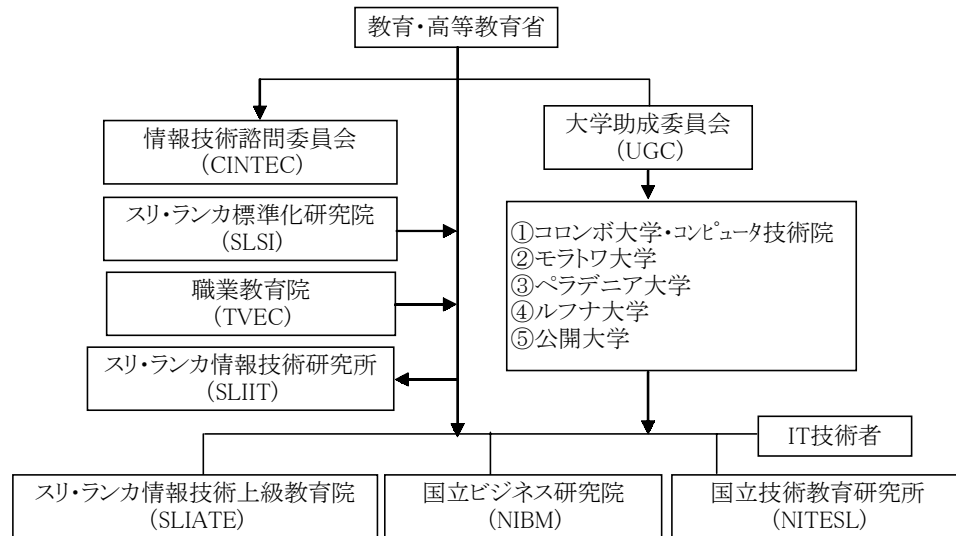 教育・高等教育省
情報技術諮問委員会
(CINTEC)
大学助成委員会
(UGC)
スリ・ランカ標準化研究院
(SLSI)
①コロンボ大学・コンピュータ技術院
②モラトワ大学
③ペラデニア大学
④ルフナ大学
⑤公開大学
職業教育院
(TVEC)
スリ・ランカ情報技術研究所
(SLIIT)
IT技術者
スリ・ランカ情報技術上級教育院
(SLIATE)
国立ビジネス研究院
(NIBM)
国立技術教育研究所
(NITESL)